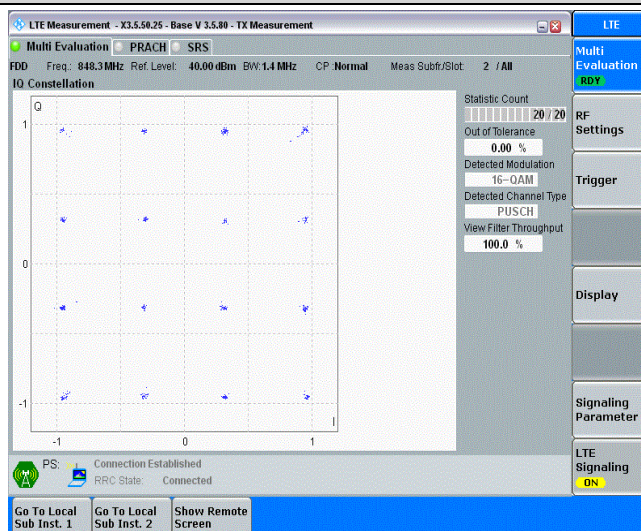 LTE Measurement - X3.5.50.25 - Base V 3.5.80 - TX Measurement
LTE
Multi Evaluation PRACH SRS
FDD Freq.: 848.3 MHz Ref. Level: 40.00 dBm BW: 1.4 MHz CP :Normal Meas Subfr./Slot: 2 / All
IQ Constellation
Q
1
0
-1
I
-1 0 1
Statistic Count
20 / 20
Out of Tolerance
0.00 %
Detected Modulation
16-QAM
Detected Channel Type
PUSCH
View Filter Throughput
100.0 %
Multi
Evaluation
RDY
RF
Settings
Trigger
Display
Signaling
Parameter
LTE
Signaling
ON
PS: Connection Established
RRC State: Connected
Go To Local
Sub Inst. 1
Go To Local
Sub Inst. 2
Show Remote
Screen